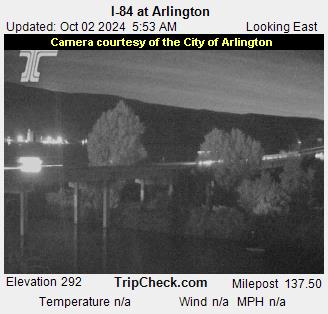 I-84 at Arlington
Updated: Oct 02 2024 5:53 AM Looking East
Camera courtesy of the City of Arlington
Elevation 292 TripCheck.com Milepost 137.50
Temperature n/a Wind n/a MPH n/a